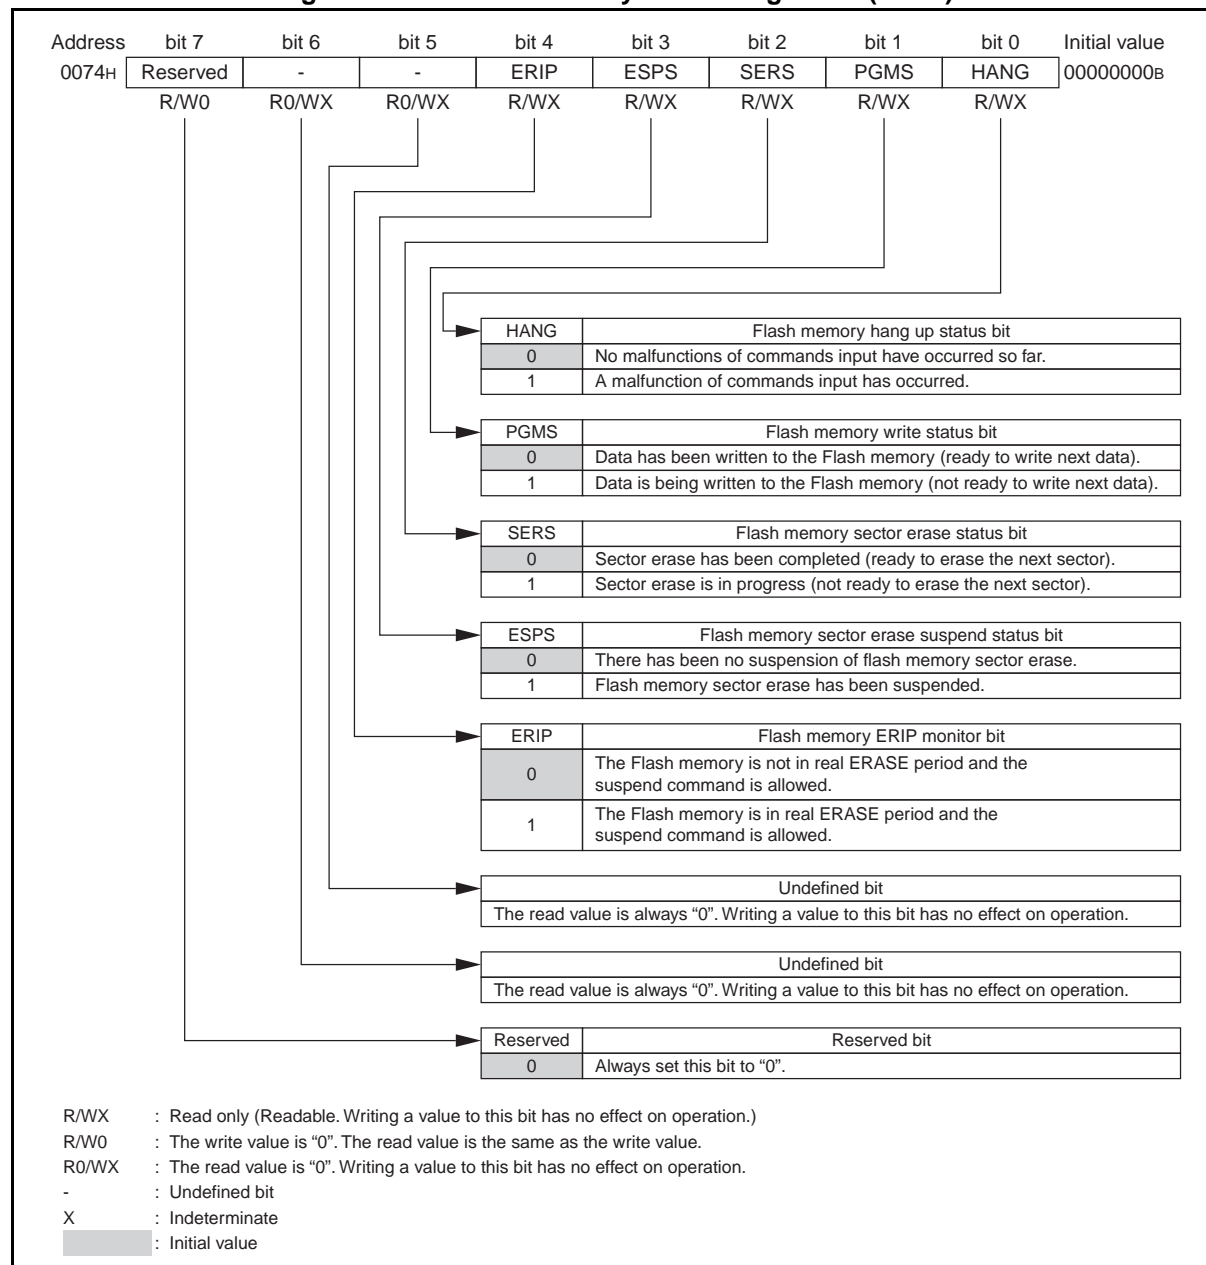 Address bit 7 bit 6 bit 5 bit 4 bit 3 bit 2 bit 1 bit 0 Initial value
0074H Reserved - - ERIP ESPS SERS PGMS HANG 00000000B
R/W0 R0/WX R0/WX R/WX R/WX R/WX R/WX R/WX
HANG Flash memory hang up status bit
0 No malfunctions of commands input have occurred so far.
1 A malfunction of commands input has occurred.
PGMS Flash memory write status bit
0 Data has been written to the Flash memory (ready to write next data).
1 Data is being written to the Flash memory (not ready to write next data).
SERS Flash memory sector erase status bit
0 Sector erase has been completed (ready to erase the next sector).
1 Sector erase is in progress (not ready to erase the next sector).
ESPS Flash memory sector erase suspend status bit
0 There has been no suspension of flash memory sector erase.
1 Flash memory sector erase has been suspended.
ERIP Flash memory ERIP monitor bit
0 The Flash memory is not in real ERASE period and the
suspend command is allowed.
1 The Flash memory is in real ERASE period and the
suspend command is allowed.
Undefined bit
The read value is always “0”. Writing a value to this bit has no effect on operation.
Undefined bit
The read value is always “0”. Writing a value to this bit has no effect on operation.
Reserved Reserved bit
0 Always set this bit to “0”.
R/WX : Read only (Readable. Writing a value to this bit has no effect on operation.)
R/W0 : The write value is “0”. The read value is the same as the write value.
R0/WX : The read value is “0”. Writing a value to this bit has no effect on operation.
- : Undefined bit
X : Indeterminate
: Initial value